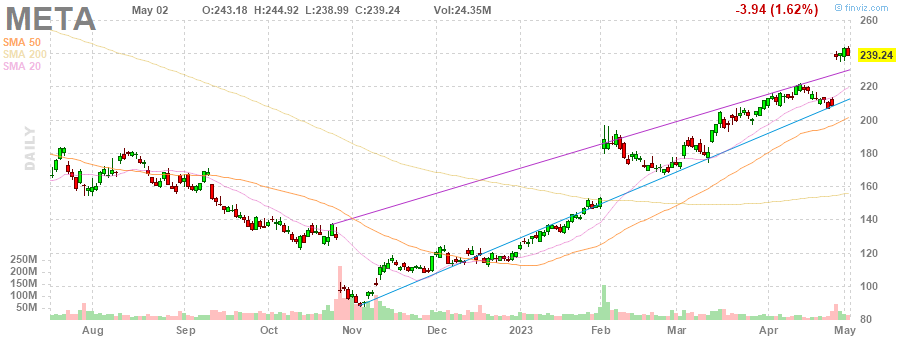 META May 02 O:243.18 H:244.92 L:238.99 C:239.24 Vol:24.35M -3.94 (1.62%)
© finviz.com
SMA 50
SMA 200
SMA 20
DAILY
260
239.24
220
200
180
160
140
120
100
80
250M
200M
150M
100M
50M
Aug Sep Oct Nov Dec 2023 Feb Mar Apr May